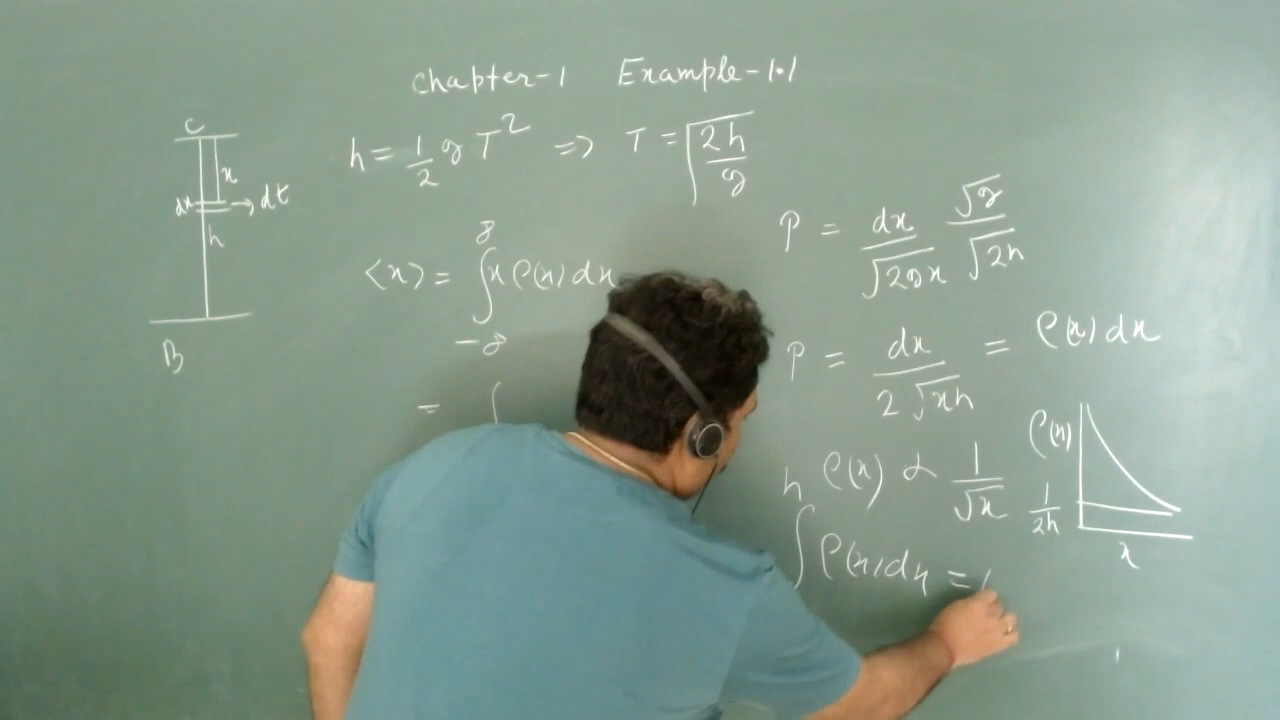 Chapter-1 Example-1.1
C
x
dx → dt
h
B
h = 1/2 g T² => T = √(2h/g)
<x> = ∫_{-∞}^{∞} x ρ(x) dx
= ∫
P = dx/√(2gx) √g/√(2h)
P = dx/(2√(xh)) = ρ(x) dx
ρ(x) ∝ 1/√x
∫^{h} ρ(x) dx =
ρ(x)
1/2h
x